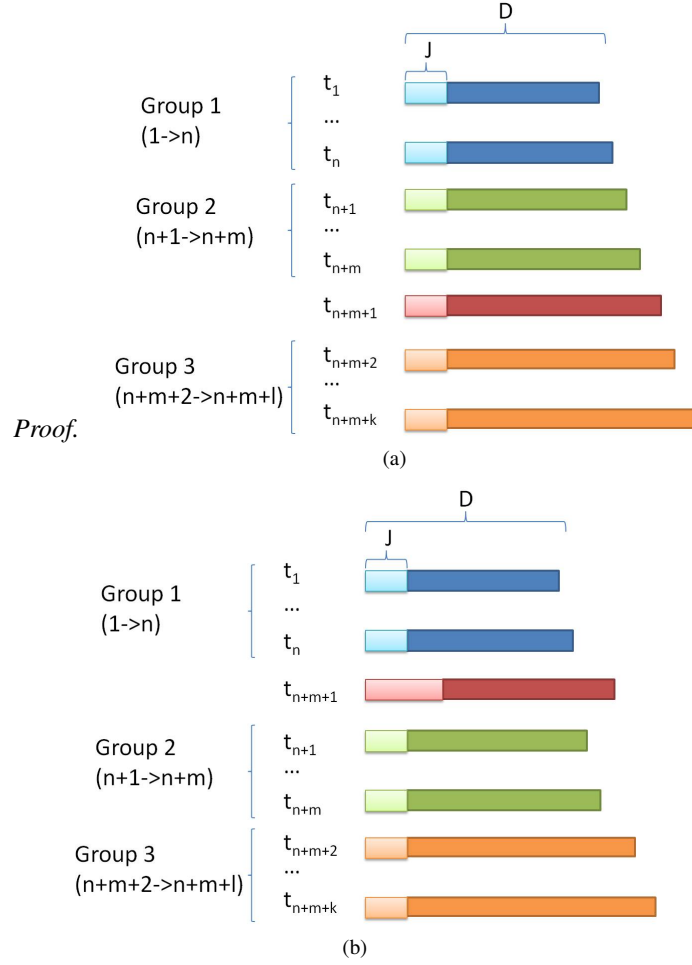 D
J
Group 1
(1->n)
t1
...
tn
Group 2
(n+1->n+m)
tn+1
...
tn+m
tn+m+1
Group 3
(n+m+2->n+m+l)
tn+m+2
...
tn+m+k
Proof.
(a)
D
J
Group 1
(1->n)
t1
...
tn
tn+m+1
Group 2
(n+1->n+m)
tn+1
...
tn+m
Group 3
(n+m+2->n+m+l)
tn+m+2
...
tn+m+k
(b)